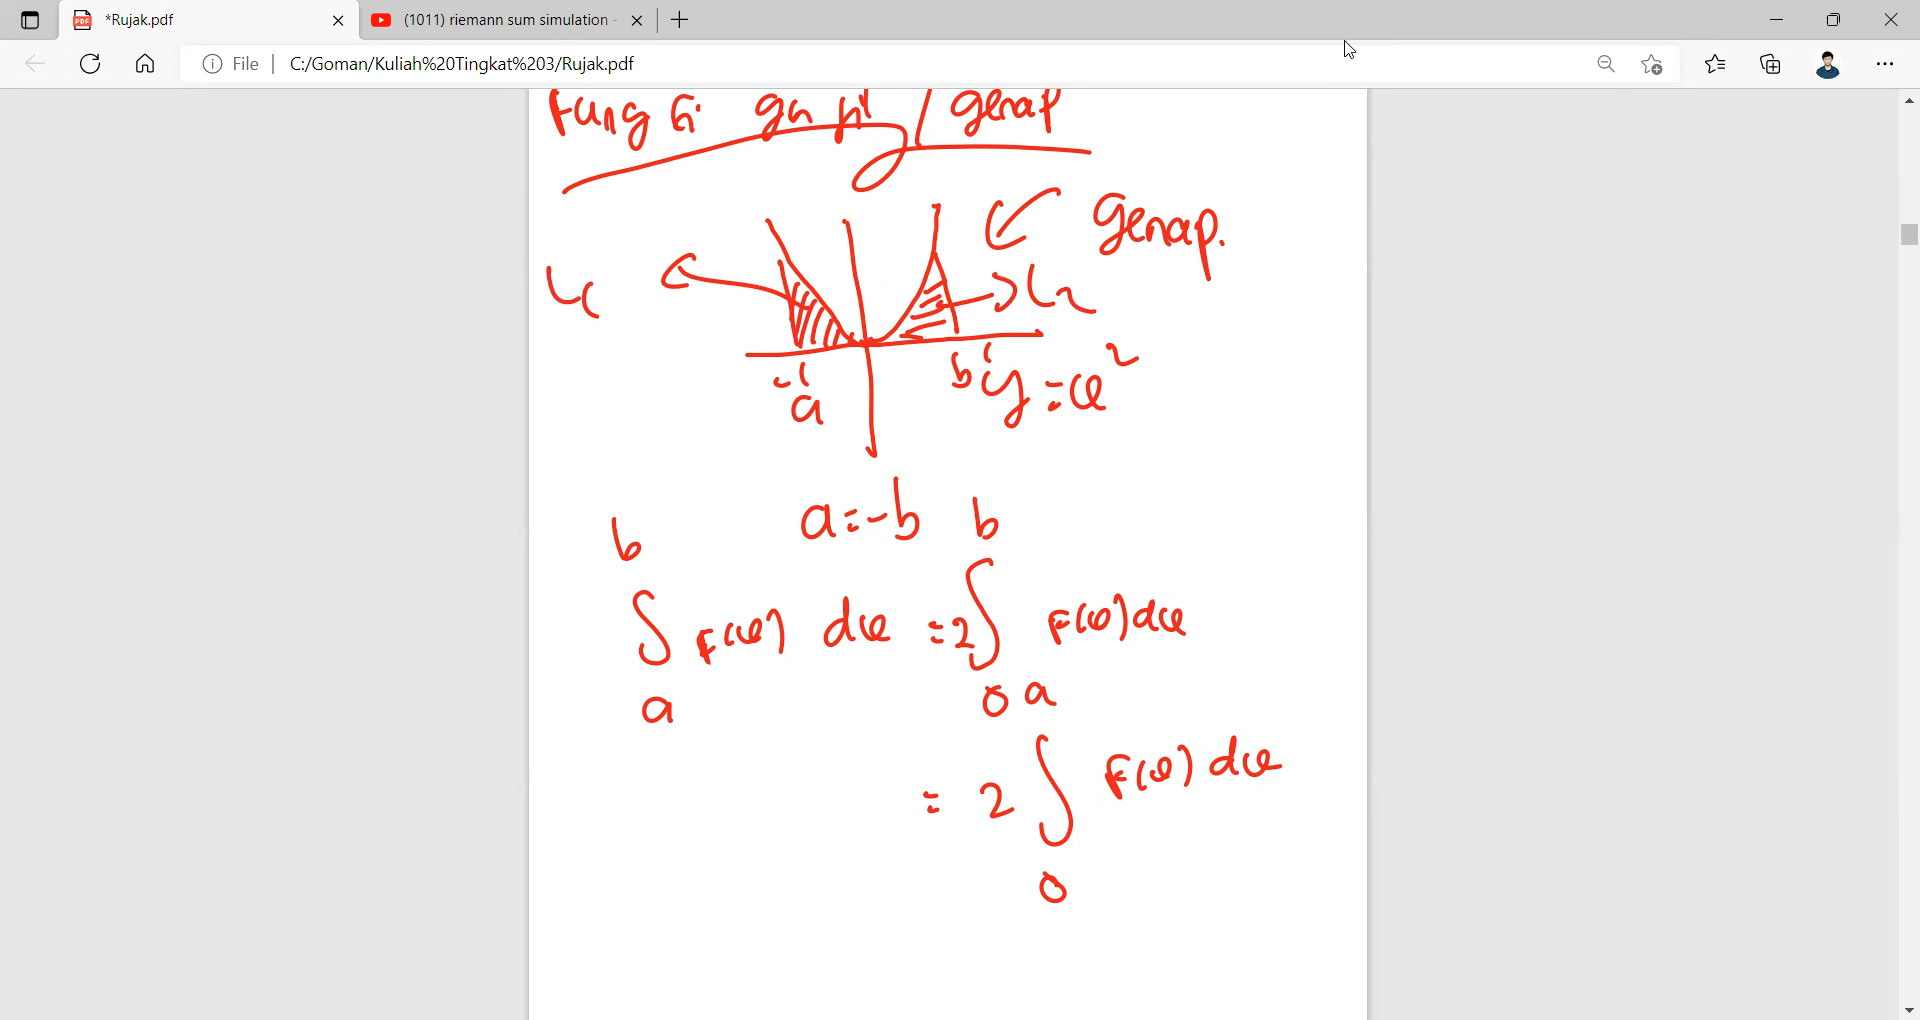 *Rujak.pdf
(1011) riemann sum simulation -
File | C:/Goman/Kuliah%20Tingkat%203/Rujak.pdf
Fungsi ganjil / genap
genap.
L1 L2
-1 1
a b y = x²
a = -b
b b
∫ F(x) dx = 2 ∫ F(x) dx
a 0
a
= 2 ∫ F(x) dx
0